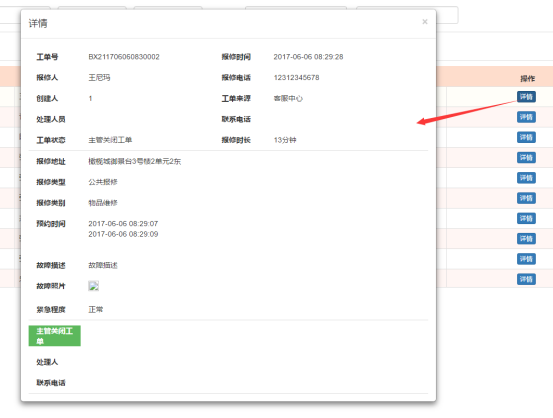 详情 ×
工单号 BX211706060830002 报修时间 2017-06-06 08:29:28
报修人 王尼玛 报修电话 12312345678
创建人 1 工单来源 客服中心
处理人员 联系电话
工单状态 主管关闭工单 报修时长 13分钟
报修地址 橄榄城御景台3号楼2单元2东
报修类型 公共报修
报修类别 物品维修
预约时间 2017-06-06 08:29:07
2017-06-06 08:29:09
故障描述 故障描述
故障照片
紧急程度 正常
主管关闭工
单
处理人
联系电话
操作
详情
详情
详情
详情
详情
详情
详情
详情
详情
详情